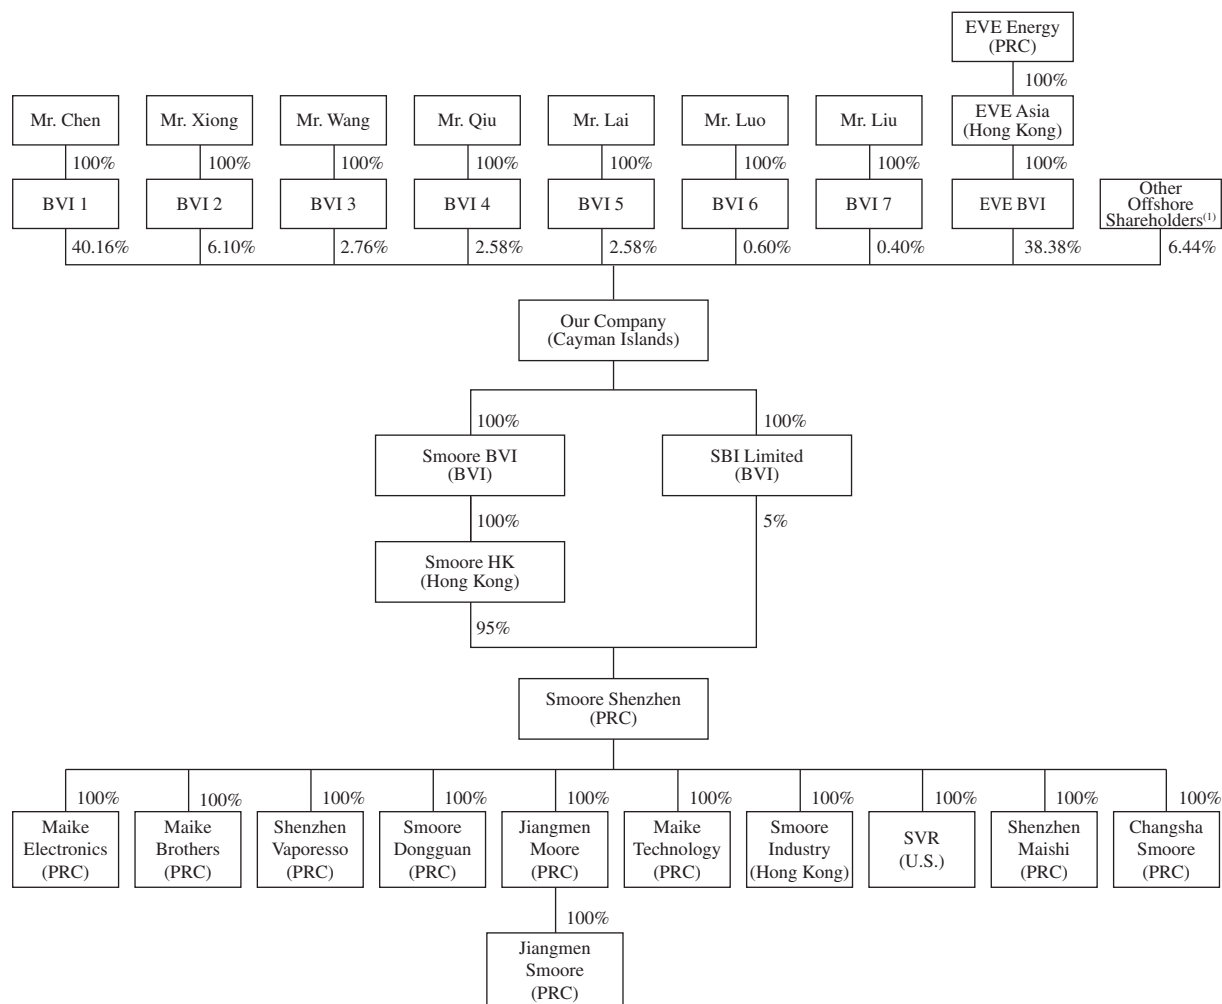 EVE Energy
(PRC)
100%
Mr. Chen
Mr. Xiong
Mr. Wang
Mr. Qiu
Mr. Lai
Mr. Luo
Mr. Liu
EVE Asia
(Hong Kong)
100%
100%
100%
100%
100%
100%
100%
100%
BVI 1
BVI 2
BVI 3
BVI 4
BVI 5
BVI 6
BVI 7
EVE BVI
Other
Offshore
Shareholders(1)
40.16%
6.10%
2.76%
2.58%
2.58%
0.60%
0.40%
38.38%
6.44%
Our Company
(Cayman Islands)
100%
100%
Smoore BVI
(BVI)
SBI Limited
(BVI)
100%
5%
Smoore HK
(Hong Kong)
95%
Smoore Shenzhen
(PRC)
100%
100%
100%
100%
100%
100%
100%
100%
100%
100%
Maike
Electronics
(PRC)
Maike
Brothers
(PRC)
Shenzhen
Vaporesso
(PRC)
Smoore
Dongguan
(PRC)
Jiangmen
Moore
(PRC)
Maike
Technology
(PRC)
Smoore
Industry
(Hong Kong)
SVR
(U.S.)
Shenzhen
Maishi
(PRC)
Changsha
Smoore
(PRC)
100%
Jiangmen
Smoore
(PRC)